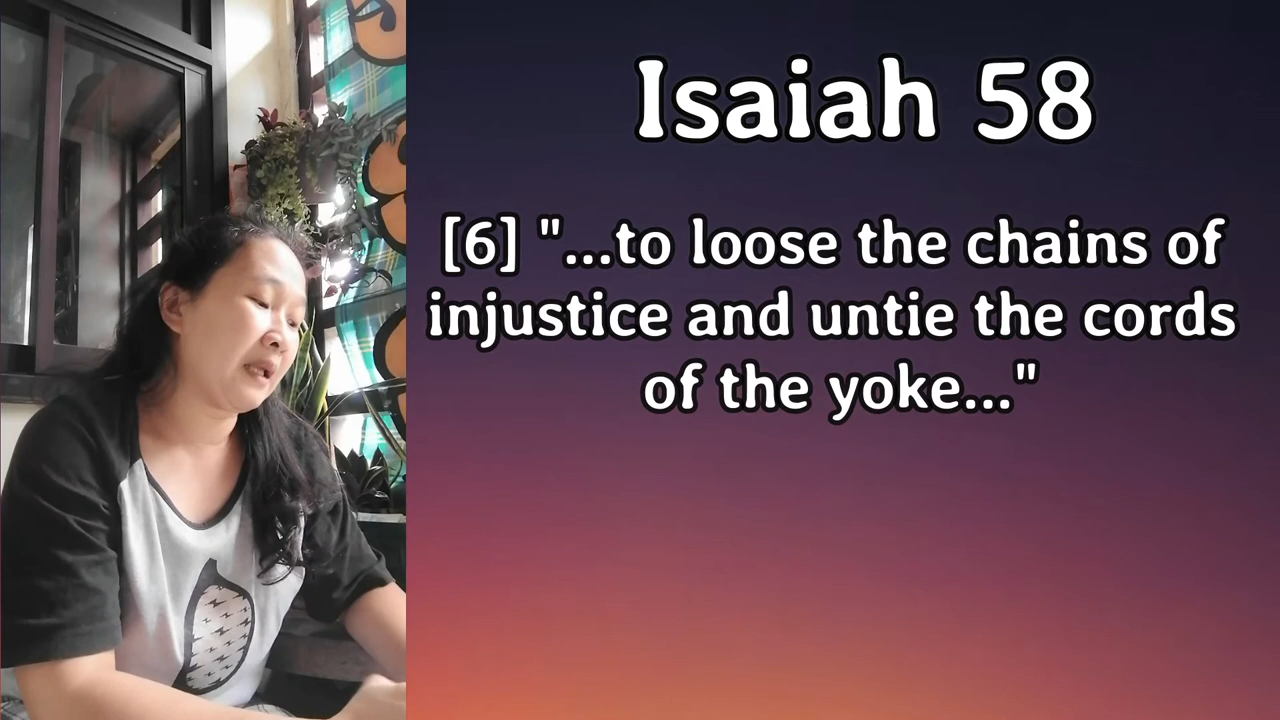 Isaiah 58
[6] "...to loose the chains of
injustice and untie the cords
of the yoke..."